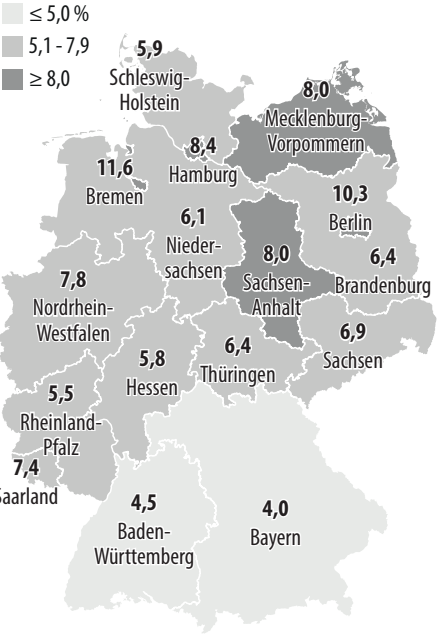 ≤ 5,0 %
5,1 - 7,9
≥ 8,0
5,9
Schleswig-
Holstein
8,0
Mecklenburg-
Vorpommern
8,4
Hamburg
11,6
Bremen
10,3
Berlin
6,1
Nieder-
sachsen
8,0
Sachsen-
Anhalt
6,4
Brandenburg
7,8
Nordrhein-
Westfalen
6,9
Sachsen
6,4
Thüringen
5,8
Hessen
5,5
Rheinland-
Pfalz
7,4
Saarland
4,5
Baden-
Württemberg
4,0
Bayern